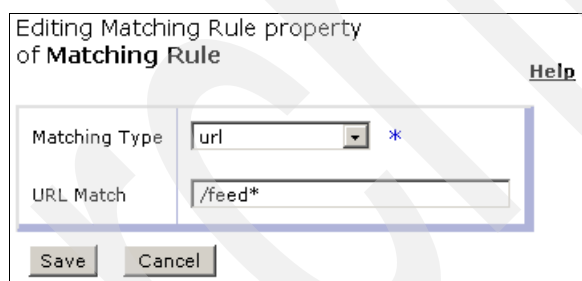 Editing Matching Rule property
of Matching Rule
Help
Matching Type url *
URL Match /feed*
Save Cancel